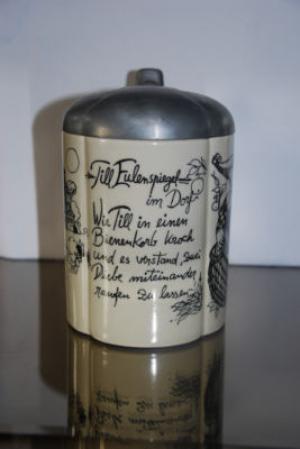 Till Eulenspiegel
im Dorf
Wie Till in einen
Bienenkorb kroch
und es verstand, zwei
Diebe miteinander
raufen zu lassen.